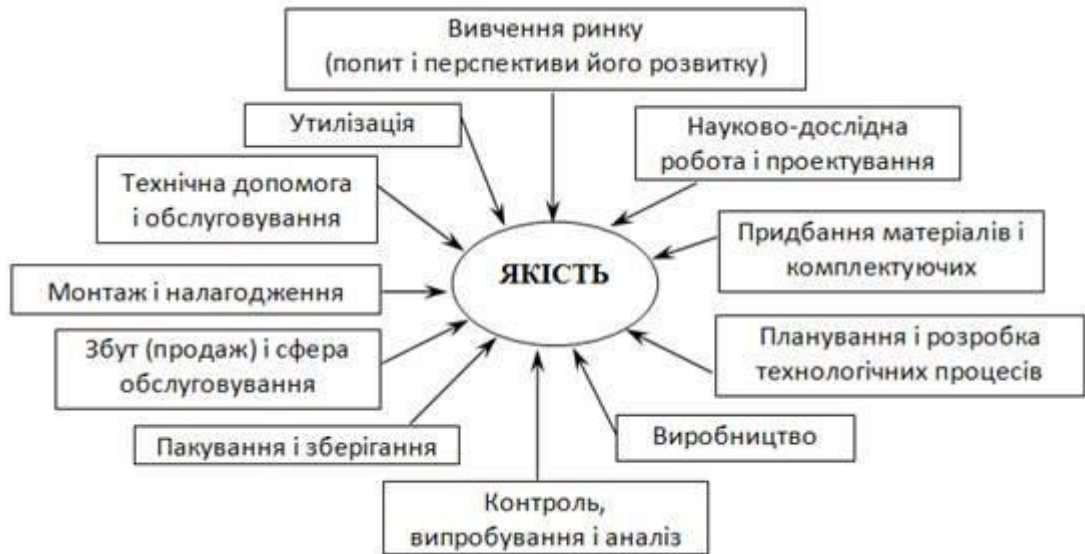 Вивчення ринку
(попит і перспективи його розвитку)
Утилізація
Науково-дослідна
робота і проектування
Технічна допомога
і обслуговування
Придбання матеріалів і
комплектуючих
ЯКІСТЬ
Монтаж і налагодження
Планування і розробка
технологічних процесів
Збут (продаж) і сфера
обслуговування
Виробництво
Пакування і зберігання
Контроль,
випробування і аналіз